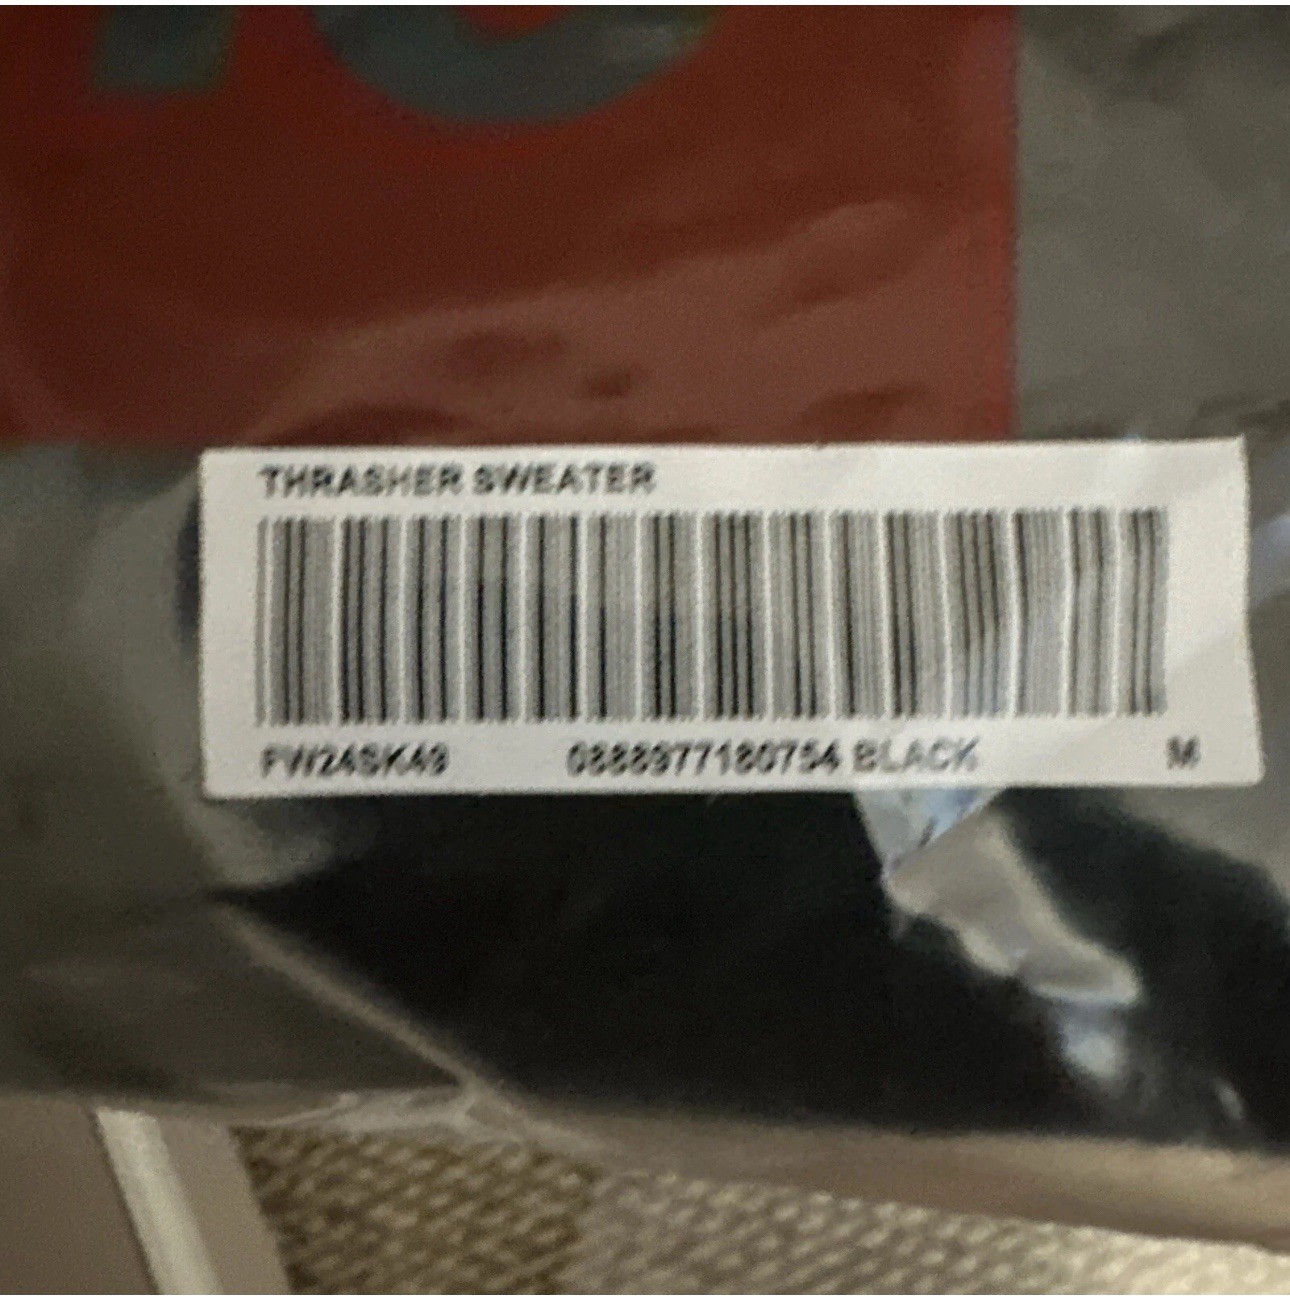 THRASHER SWEATER
FW24SK49 0888977180754 BLACK M